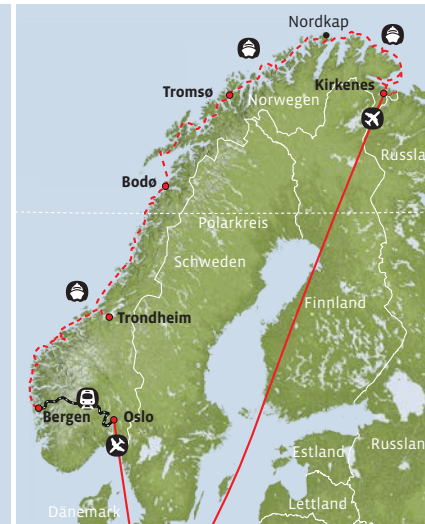 Nordkap
Tromsø
Kirkenes
Norwegen
Russla
Bodø
Polarkreis
Schweden
Finnland
Trondheim
Bergen
Oslo
Estland
Russlan
Lettland
Dänemark